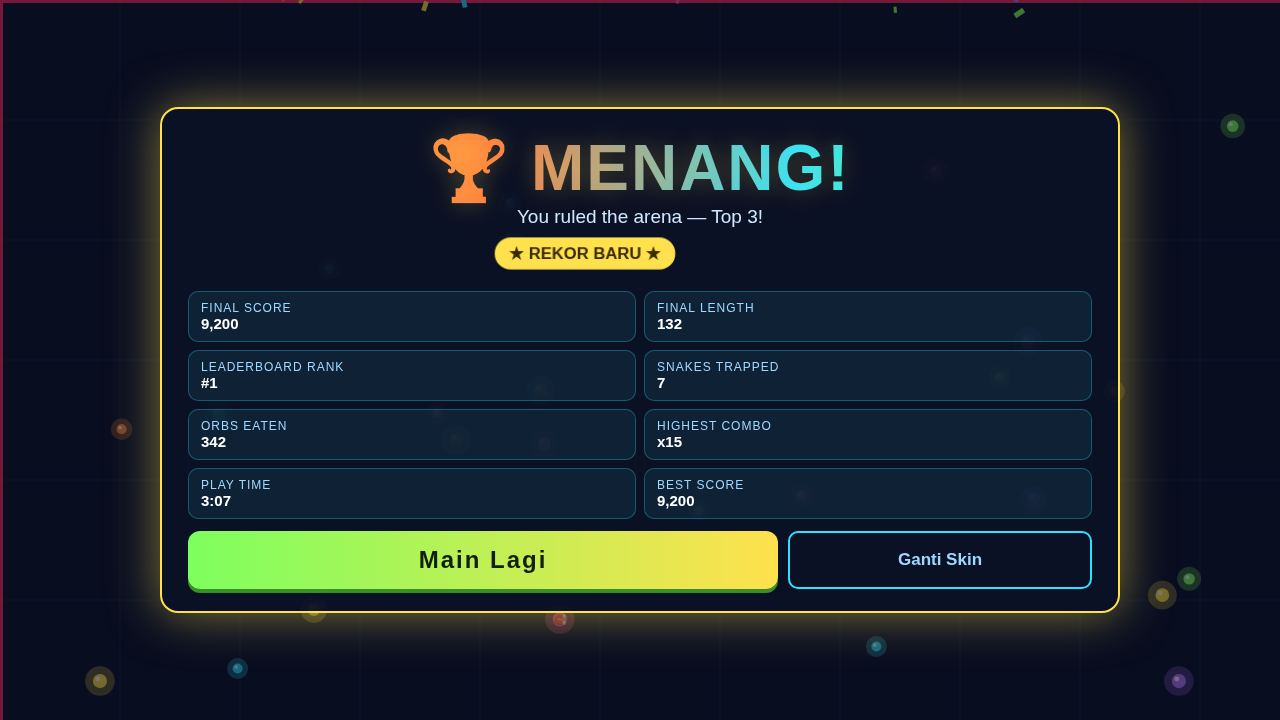 🏆 MENANG!
You ruled the arena — Top 3!
★ REKOR BARU ★
FINAL SCORE
9,200
FINAL LENGTH
132
LEADERBOARD RANK
#1
SNAKES TRAPPED
7
ORBS EATEN
342
HIGHEST COMBO
x15
PLAY TIME
3:07
BEST SCORE
9,200
Main Lagi
Ganti Skin